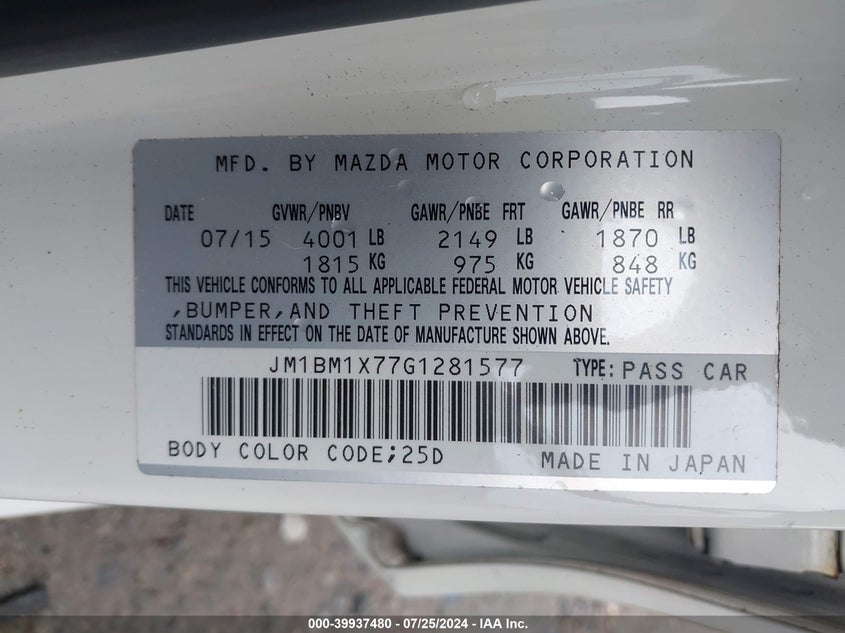 MFD. BY MAZDA MOTOR CORPORATION
DATE GVWR/PNBV GAWR/PNBE FRT GAWR/PNBE RR
07/15 4001 LB 2149 LB 1870 LB
1815 KG 975 KG 848 KG
THIS VEHICLE CONFORMS TO ALL APPLICABLE FEDERAL MOTOR VEHICLE SAFETY
,BUMPER,AND THEFT PREVENTION
STANDARDS IN EFFECT ON THE DATE OF MANUFACTURE SHOWN ABOVE.
JM1BM1X77G1281577 TYPE: PASS CAR
BODY COLOR CODE;25D MADE IN JAPAN
000-39937480 - 07/25/2024 - IAA Inc.